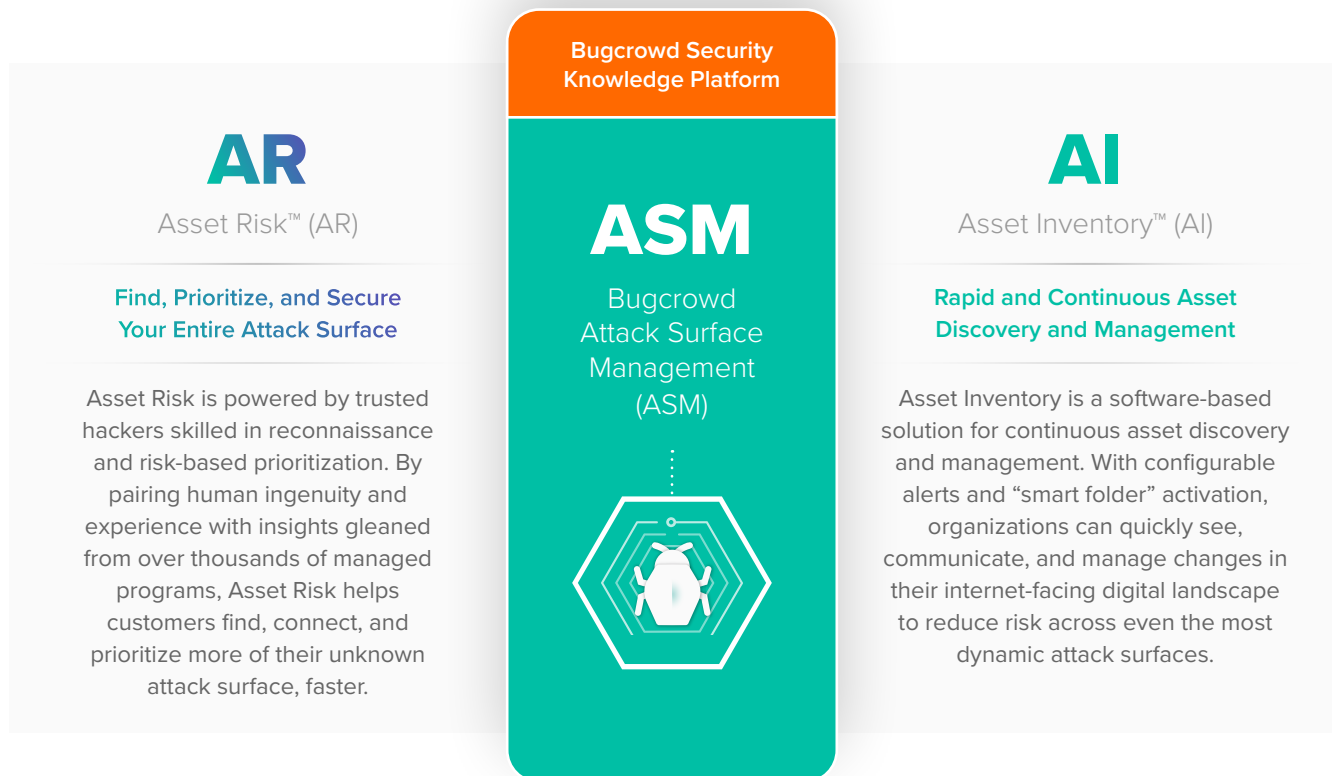 Bugcrowd Security
Knowledge Platform
AR
Asset Risk™ (AR)
Find, Prioritize, and Secure
Your Entire Attack Surface
Asset Risk is powered by trusted
hackers skilled in reconnaissance
and risk-based prioritization. By
pairing human ingenuity and
experience with insights gleaned
from over thousands of managed
programs, Asset Risk helps
customers find, connect, and
prioritize more of their unknown
attack surface, faster.
ASM
Bugcrowd
Attack Surface
Management
(ASM)
AI
Asset Inventory™ (AI)
Rapid and Continuous Asset
Discovery and Management
Asset Inventory is a software-based
solution for continuous asset discovery
and management. With configurable
alerts and “smart folder” activation,
organizations can quickly see,
communicate, and manage changes in
their internet-facing digital landscape
to reduce risk across even the most
dynamic attack surfaces.